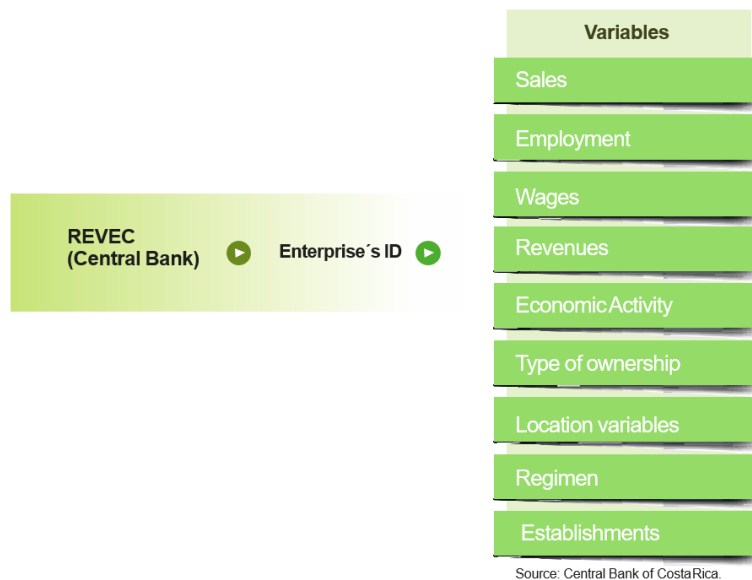 Variables
Sales
Employment
Wages
Revenues
Economic Activity
Type of ownership
Location variables
Regimen
Establishments
REVEC
(Central Bank)
Enterprise´s ID
Source: Central Bank of Costa Rica.